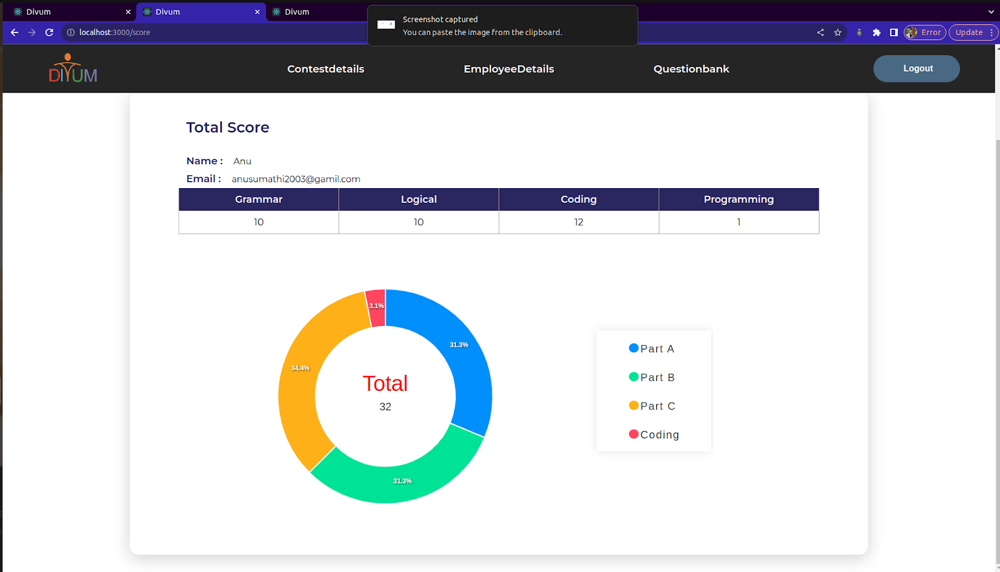 Divum
Divum
Divum
Screenshot captured
You can paste the image from the clipboard.
localhost:3000/score
Error
Update
DIVUM
Contestdetails
EmployeeDetails
Questionbank
Logout
Total Score
Name : Anu
Email : anusumathi2003@gamil.com
Grammar Logical Coding Programming
10 10 12 1
3.1%
31.3%
34.4%
31.3%
Total
32
Part A
Part B
Part C
Coding